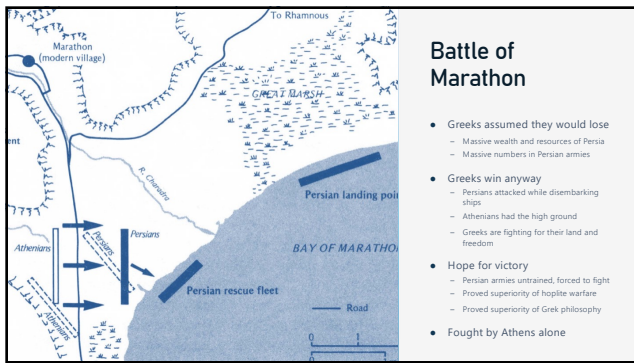 To Rhamnous
Marathon
(modern village)
GREAT MARSH
ent
R. Charadra
Persian landing poin
Persians
Persians
Athenians
BAY OF MARATHON
Persian rescue fleet
Athenians
Road
0 1
0
Battle of
Marathon
● Greeks assumed they would lose
– Massive wealth and resources of Persia
– Massive numbers in Persian armies
● Greeks win anyway
– Persians attacked while disembarking
ships
– Athenians had the high ground
– Greeks are fighting for their land and
freedom
● Hope for victory
– Persian armies untrained, forced to fight
– Proved superiority of hoplite warfare
– Proved superiority of Grek philosophy
● Fought by Athens alone